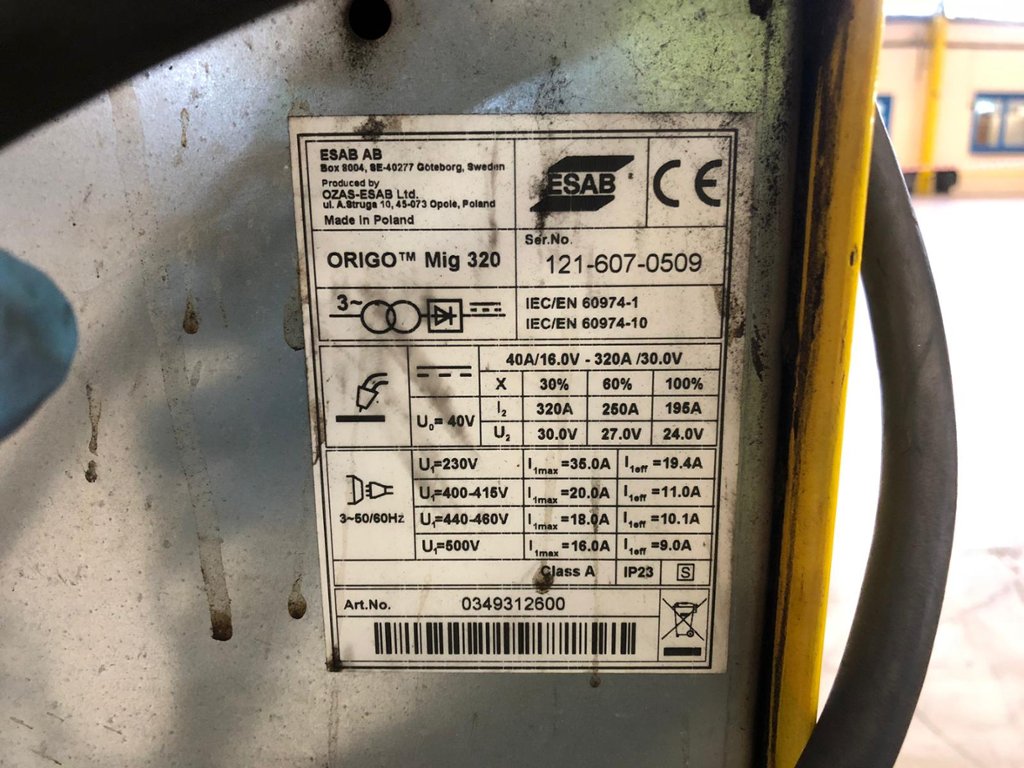 ESAB AB
Box 8004, SE-40277 Göteborg, Sweden
Produced by
OZAS-ESAB Ltd.
ul. A.Struga 10, 45-073 Opole, Poland
Made in Poland
ESAB ®
CE
ORIGO™ Mig 320
Ser.No.
121-607-0509
3~
IEC/EN 60974-1
IEC/EN 60974-10
40A/16.0V - 320A /30.0V
X 30% 60% 100%
U₀= 40V
I₂ 320A 250A 195A
U₂ 30.0V 27.0V 24.0V
3~50/60Hz
U₁=230V I1max =35.0A I1eff =19.4A
U₁=400-415V I1max =20.0A I1eff =11.0A
U₁=440-460V I1max =18.0A I1eff =10.1A
U₁=500V I1max =16.0A I1eff =9.0A
Class A IP23 S
Art.No. 0349312600